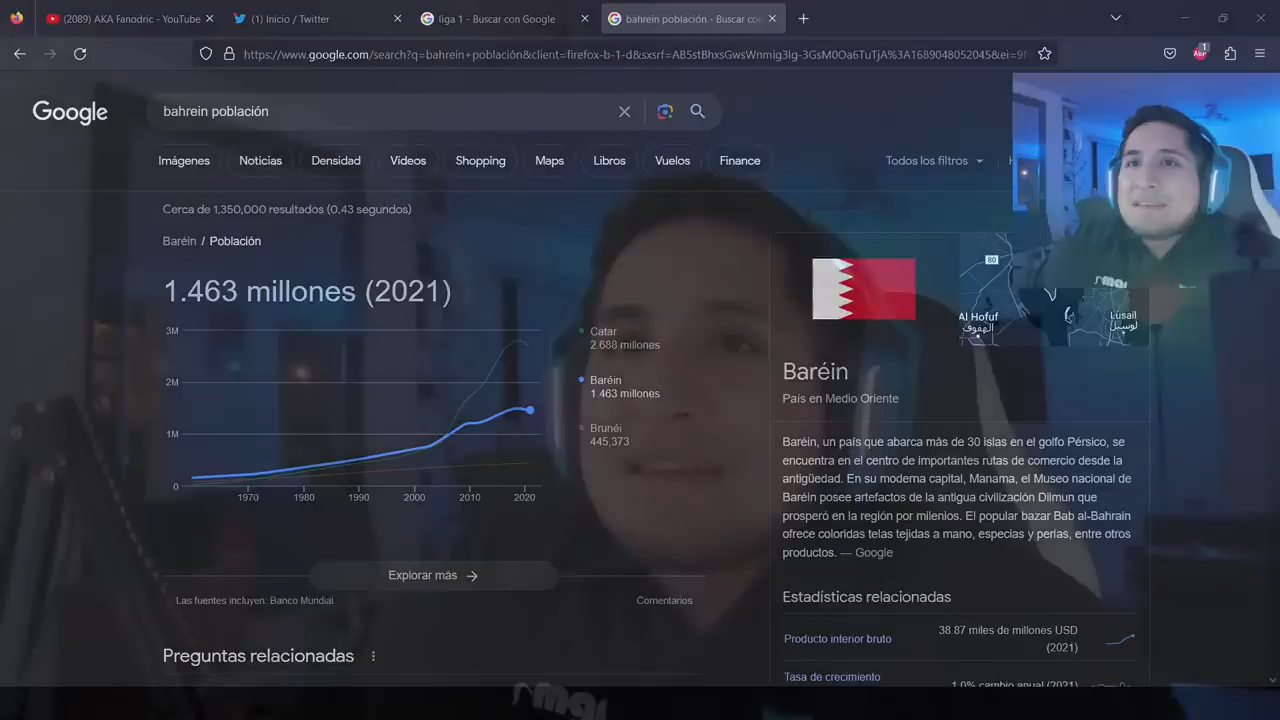 (2089) AKA Fanodric - YouTube
(1) Inicio / Twitter
liga 1 - Buscar con Google
bahrein población - Buscar con
https://www.google.com/search?q=bahrein+población&client=firefox-b-1-d&sxsrf=AB5stBhxsGwsWnmig3lg-3GsM0Oa6TuTjA%3A1689048052045&ei=9
Google
bahrein población
Imágenes
Noticias
Densidad
Videos
Shopping
Maps
Libros
Vuelos
Finance
Todos los filtros
Cerca de 1,350,000 resultados (0.43 segundos)
Baréin / Población
1.463 millones (2021)
3M
2M
1M
0
1970
1980
1990
2000
2010
2020
Catar
2.688 millones
Baréin
1.463 millones
Brunéi
445,373
Explorar más
Las fuentes incluyen: Banco Mundial
Comentarios
Preguntas relacionadas
80
Al Hofuf
الهفوف
Lusail
لوسيل
Baréin
País en Medio Oriente
Baréin, un país que abarca más de 30 islas en el golfo Pérsico, se
encuentra en el centro de importantes rutas de comercio desde la
antigüedad. En su moderna capital, Manama, el Museo nacional de
Baréin posee artefactos de la antigua civilización Dilmun que
prosperó en la región por milenios. El popular bazar Bab al-Bahrain
ofrece coloridas telas tejidas a mano, especias y perlas, entre otros
productos. — Google
Estadísticas relacionadas
Producto interior bruto
38.87 miles de millones USD
(2021)
Tasa de crecimiento
1.0% cambio anual (2021)